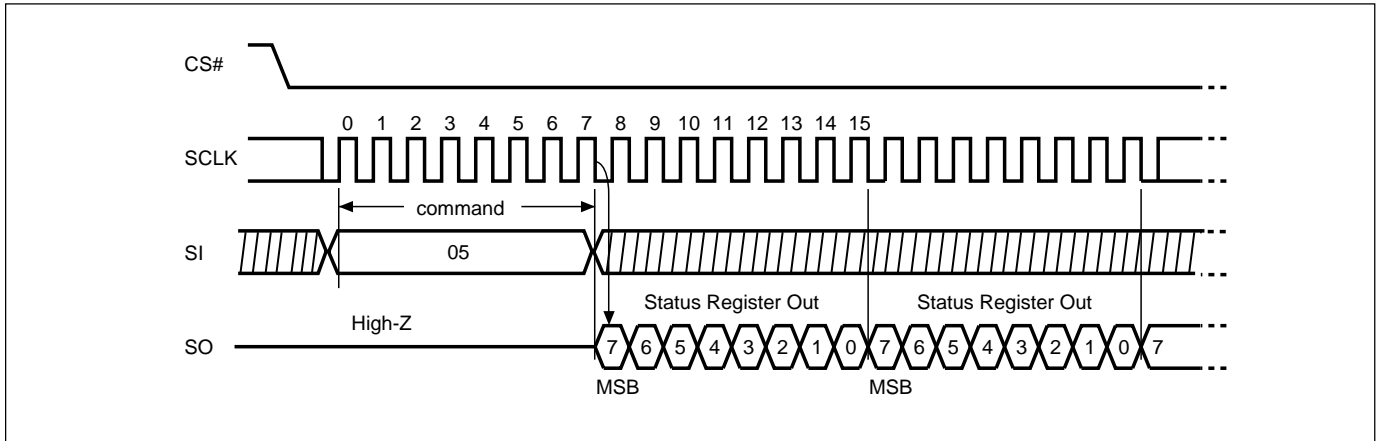 CS#
0 1 2 3 4 5 6 7 8 9 10 11 12 13 14 15
SCLK
command
SI
05
Status Register Out Status Register Out
High-Z
SO
7 6 5 4 3 2 1 0 7 6 5 4 3 2 1 0 7
MSB MSB